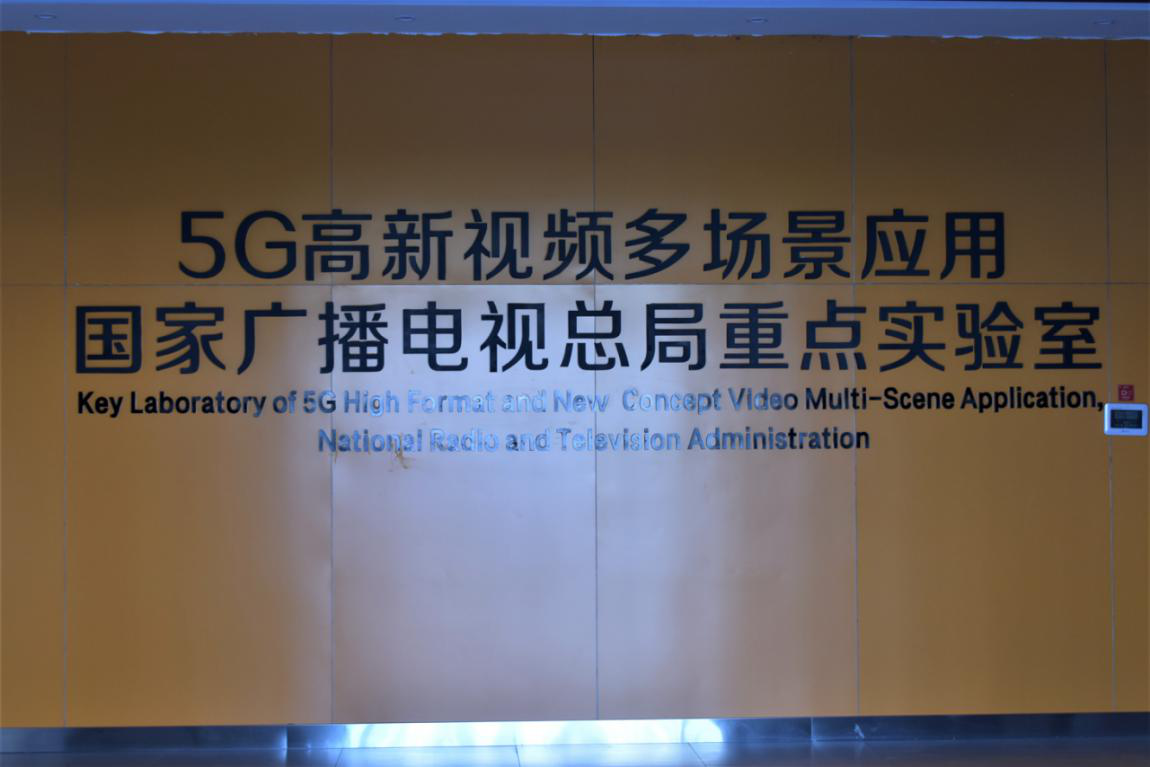 5G高新视频多场景应用
国家广播电视总局重点实验室
Key Laboratory of 5G High Format and New Concept Video Multi-Scene Application,
National Radio and Television Administration